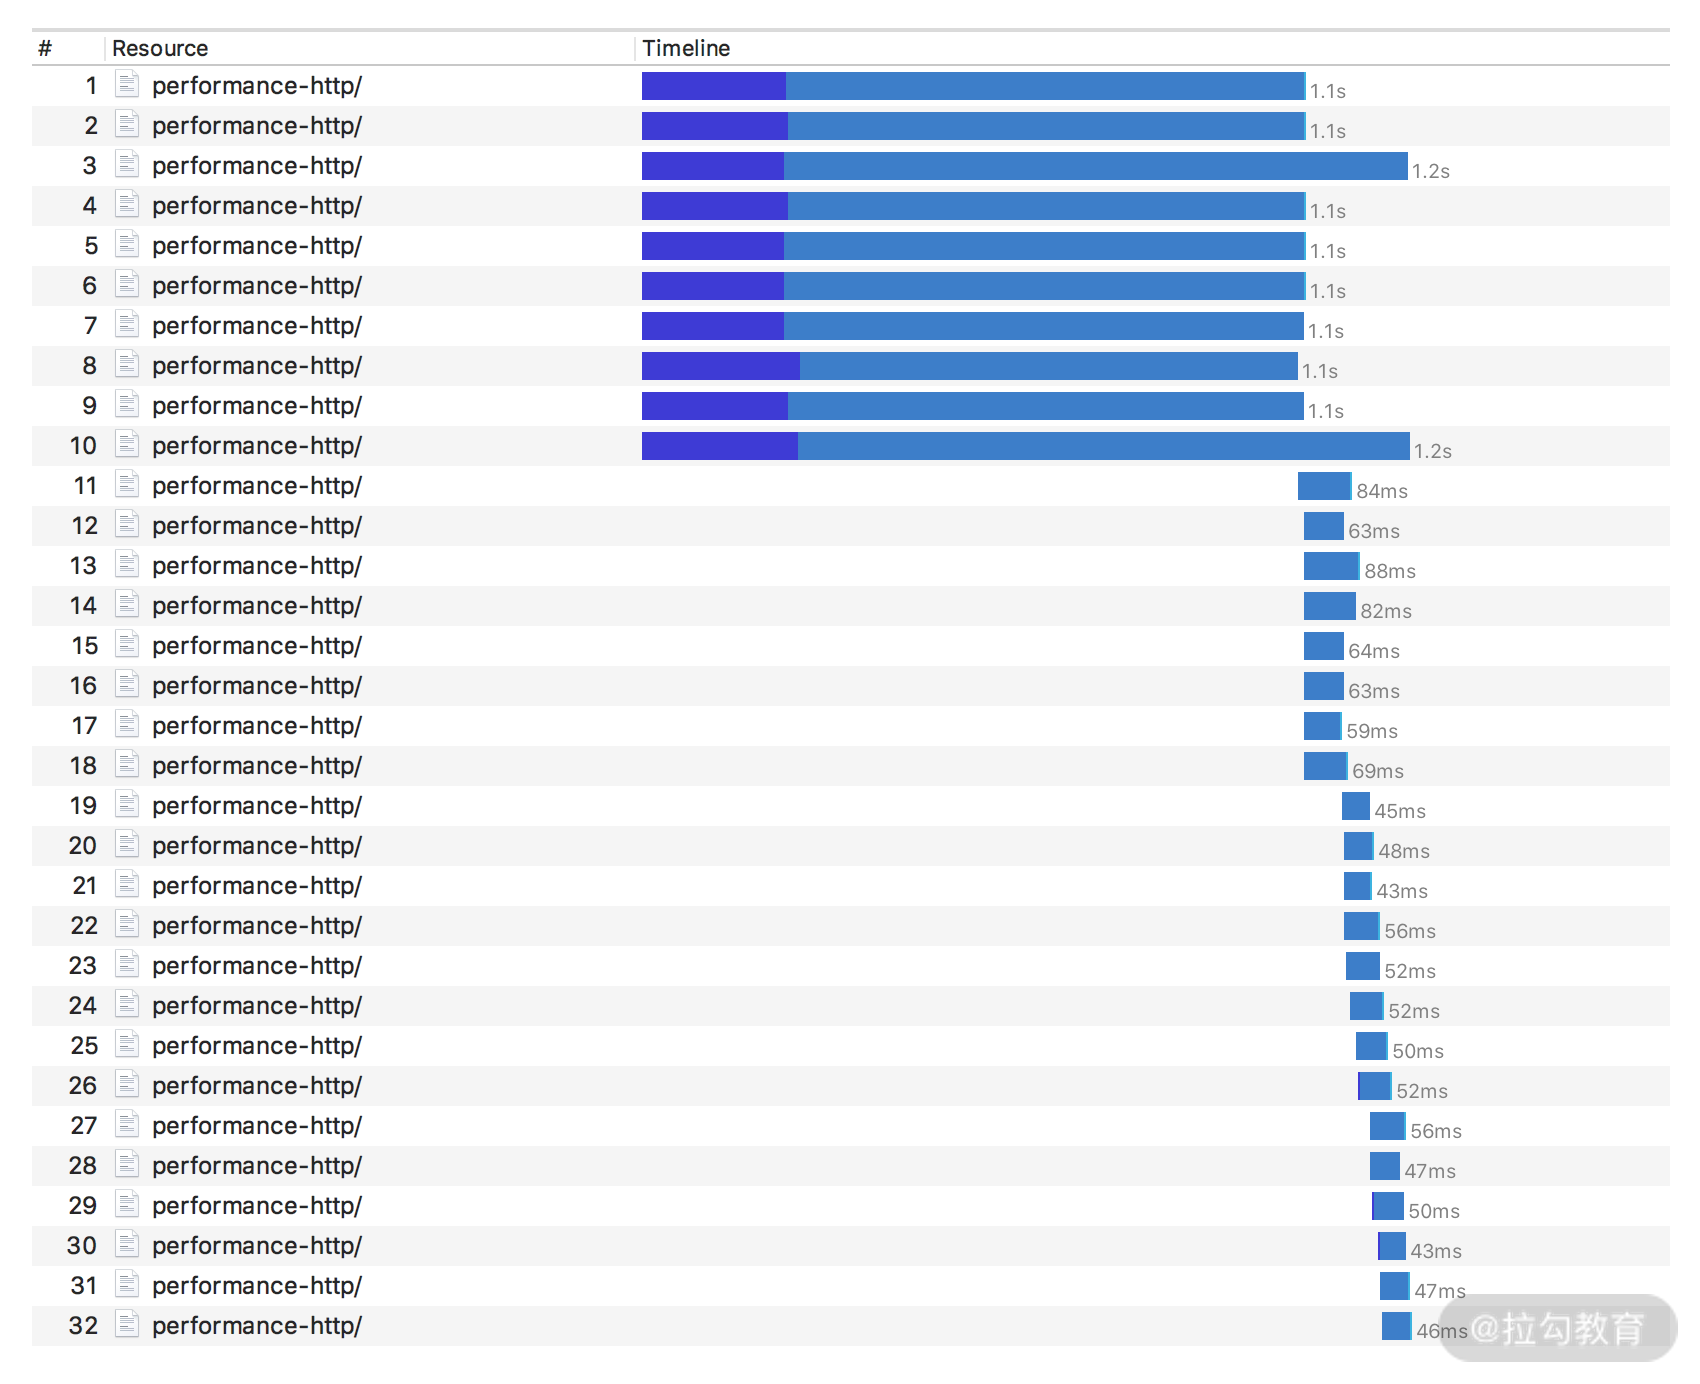 # Resource Timeline
1 performance-http/ 1.1s
2 performance-http/ 1.1s
3 performance-http/ 1.2s
4 performance-http/ 1.1s
5 performance-http/ 1.1s
6 performance-http/ 1.1s
7 performance-http/ 1.1s
8 performance-http/ 1.1s
9 performance-http/ 1.1s
10 performance-http/ 1.2s
11 performance-http/ 84ms
12 performance-http/ 63ms
13 performance-http/ 88ms
14 performance-http/ 82ms
15 performance-http/ 64ms
16 performance-http/ 63ms
17 performance-http/ 59ms
18 performance-http/ 69ms
19 performance-http/ 45ms
20 performance-http/ 48ms
21 performance-http/ 43ms
22 performance-http/ 56ms
23 performance-http/ 52ms
24 performance-http/ 52ms
25 performance-http/ 50ms
26 performance-http/ 52ms
27 performance-http/ 56ms
28 performance-http/ 47ms
29 performance-http/ 50ms
30 performance-http/ 43ms
31 performance-http/ 47ms
32 performance-http/ 46ms
@拉勾教育